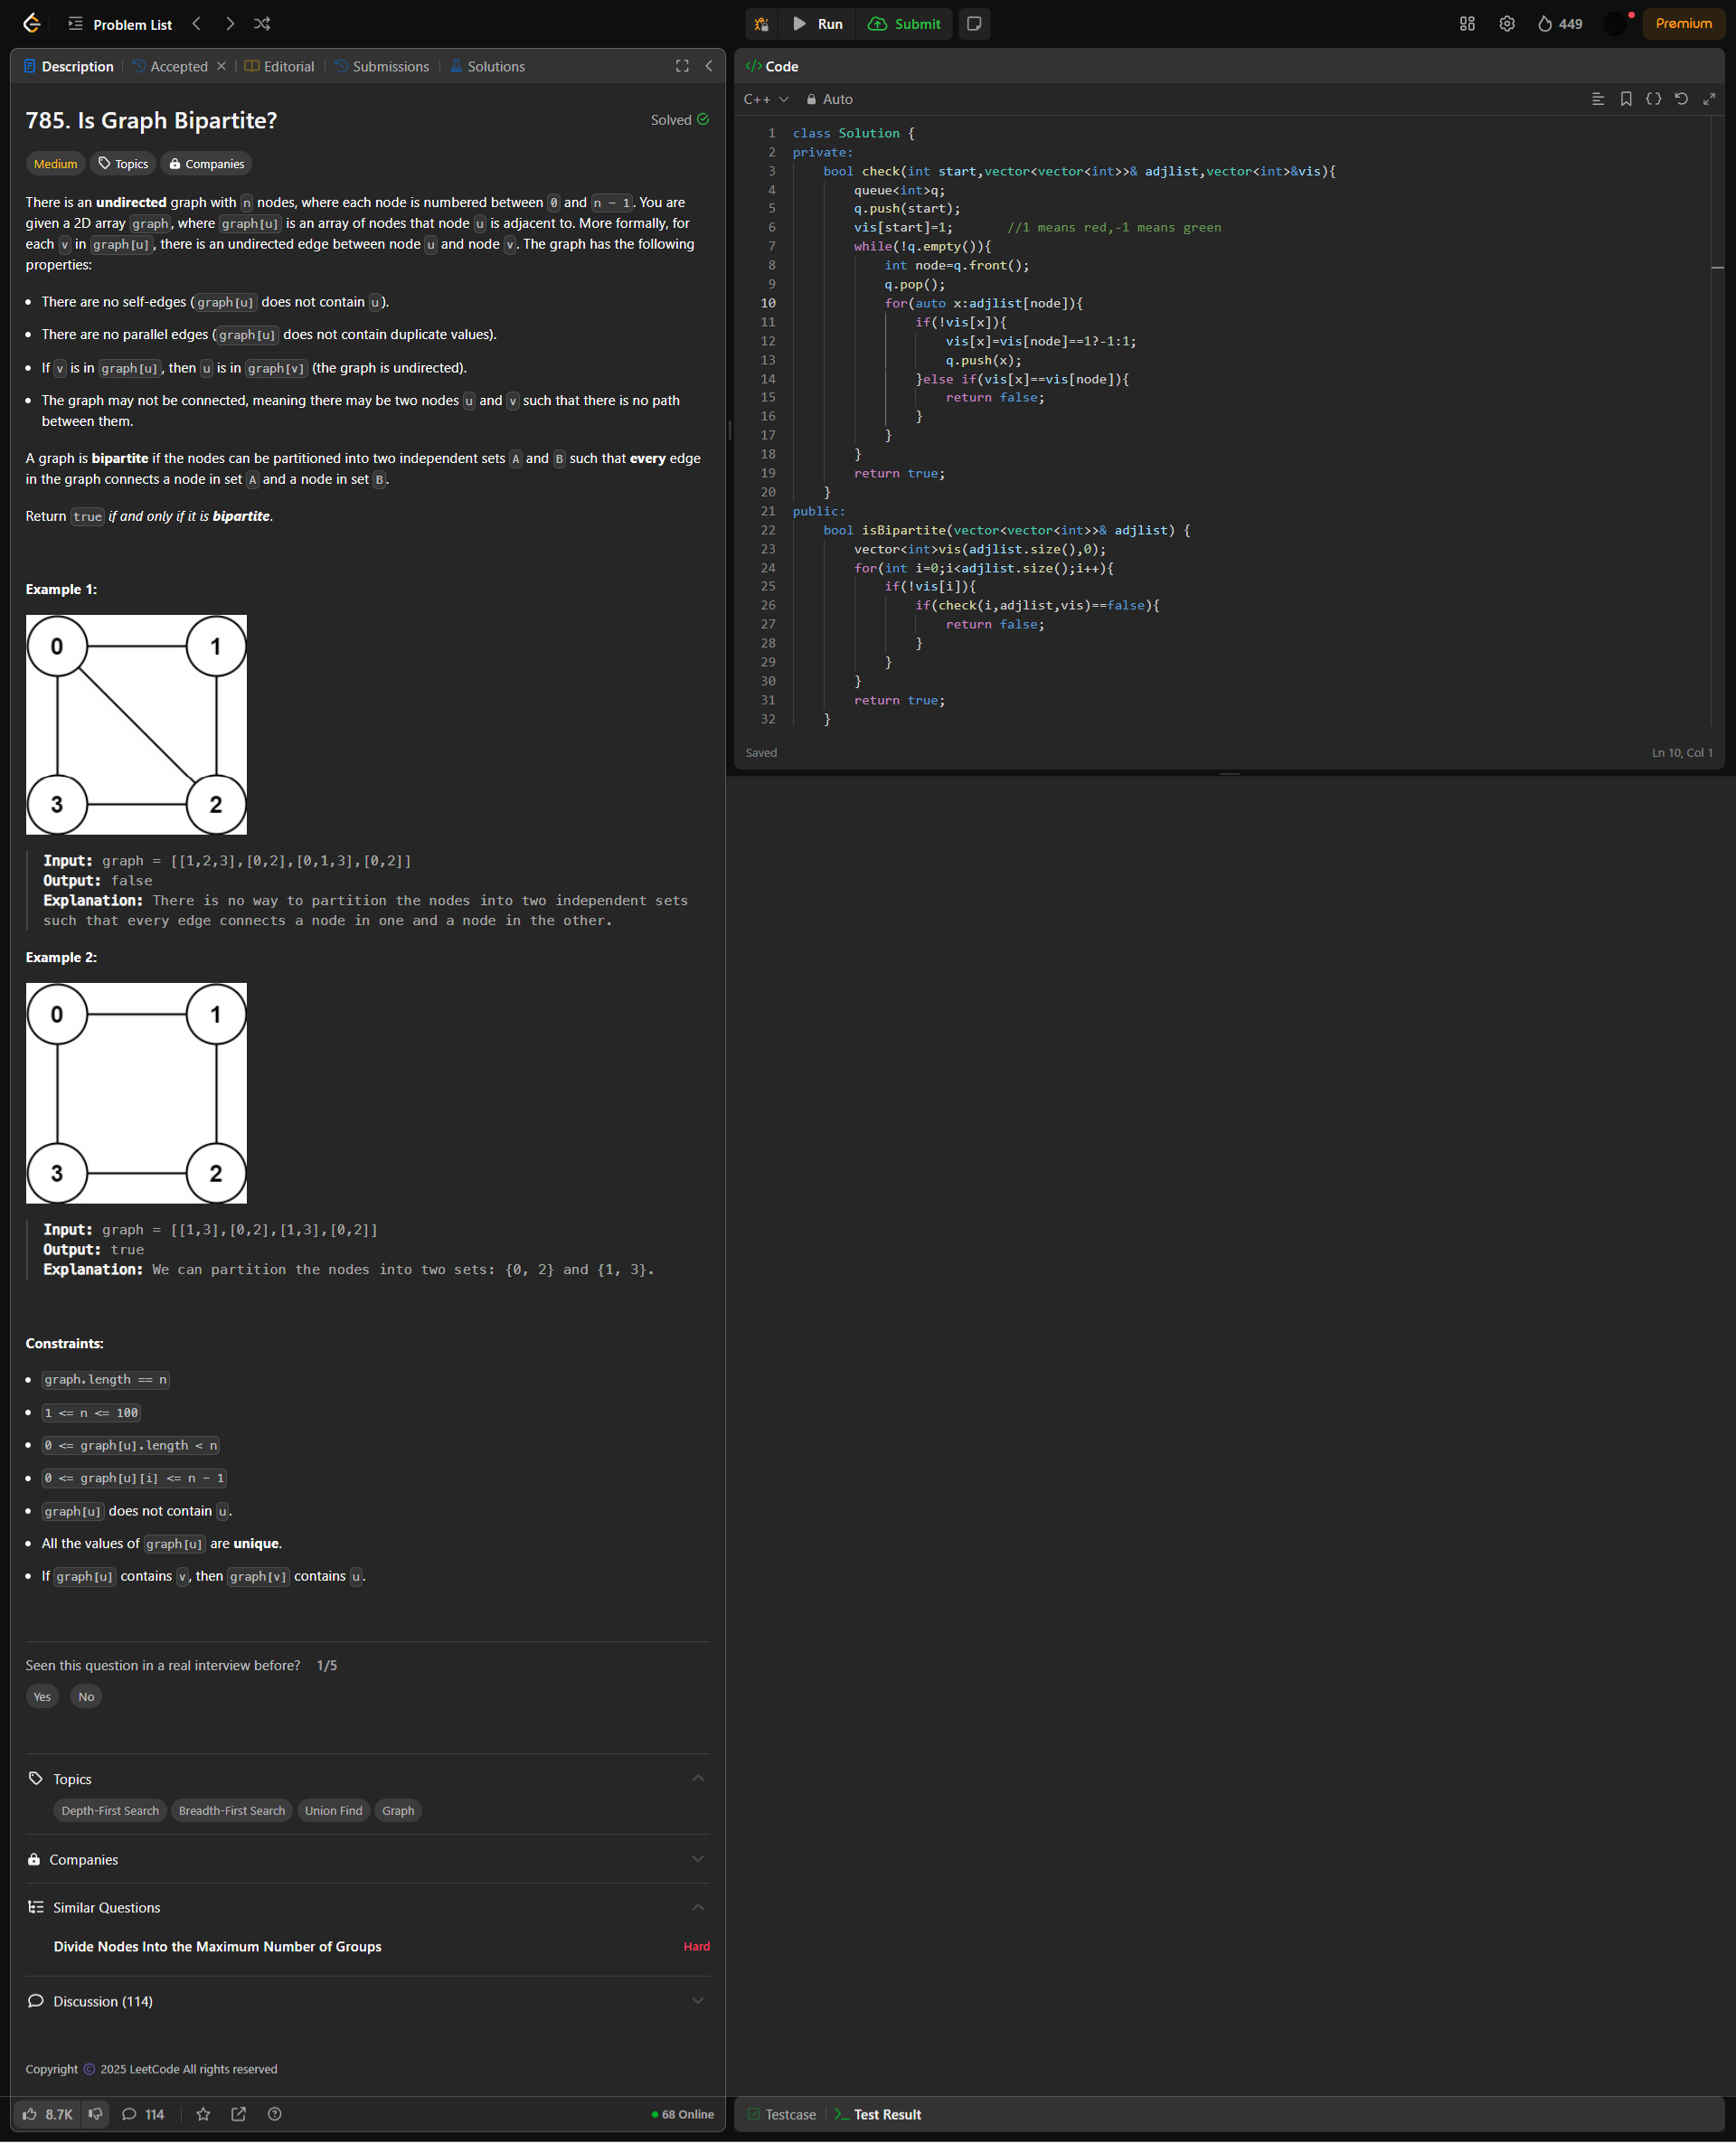 Problem List
Run
Submit
449
Premium
Description
Accepted
Editorial
Submissions
Solutions
785. Is Graph Bipartite?
Solved
Medium
Topics
Companies
There is an undirected graph with n nodes, where each node is numbered between 0 and n - 1. You are
given a 2D array graph, where graph[u] is an array of nodes that node u is adjacent to. More formally, for
each v in graph[u], there is an undirected edge between node u and node v. The graph has the following
properties:
• There are no self-edges (graph[u] does not contain u).
• There are no parallel edges (graph[u] does not contain duplicate values).
• If v is in graph[u], then u is in graph[v] (the graph is undirected).
• The graph may not be connected, meaning there may be two nodes u and v such that there is no path
between them.
A graph is bipartite if the nodes can be partitioned into two independent sets A and B such that every edge
in the graph connects a node in set A and a node in set B.
Return true if and only if it is bipartite.
Example 1:
0 1
3 2
Input: graph = [[1,2,3],[0,2],[0,1,3],[0,2]]
Output: false
Explanation: There is no way to partition the nodes into two independent sets
such that every edge connects a node in one and a node in the other.
Example 2:
0 1
3 2
Input: graph = [[1,3],[0,2],[1,3],[0,2]]
Output: true
Explanation: We can partition the nodes into two sets: {0, 2} and {1, 3}.
Constraints:
• graph.length == n
• 1 <= n <= 100
• 0 <= graph[u].length < n
• 0 <= graph[u][i] <= n - 1
• graph[u] does not contain u.
• All the values of graph[u] are unique.
• If graph[u] contains v, then graph[v] contains u.
Seen this question in a real interview before? 1/5
Yes No
Topics
Depth-First Search Breadth-First Search Union Find Graph
Companies
Similar Questions
Divide Nodes Into the Maximum Number of Groups Hard
Discussion (114)
Copyright © 2025 LeetCode All rights reserved
8.7K 114 68 Online
</> Code
C++ Auto
1 class Solution {
2 private:
3     bool check(int start,vector<vector<int>>& adjlist,vector<int>&vis){
4         queue<int>q;
5         q.push(start);
6         vis[start]=1;       //1 means red,-1 means green
7         while(!q.empty()){
8             int node=q.front();
9             q.pop();
10             for(auto x:adjlist[node]){
11                 if(!vis[x]){
12                     vis[x]=vis[node]==1?-1:1;
13                     q.push(x);
14                 }else if(vis[x]==vis[node]){
15                     return false;
16                 }
17             }
18         }
19         return true;
20     }
21 public:
22     bool isBipartite(vector<vector<int>>& adjlist) {
23         vector<int>vis(adjlist.size(),0);
24         for(int i=0;i<adjlist.size();i++){
25             if(!vis[i]){
26                 if(check(i,adjlist,vis)==false){
27                     return false;
28                 }
29             }
30         }
31         return true;
32     }
Saved Ln 10, Col 1
Testcase
Test Result